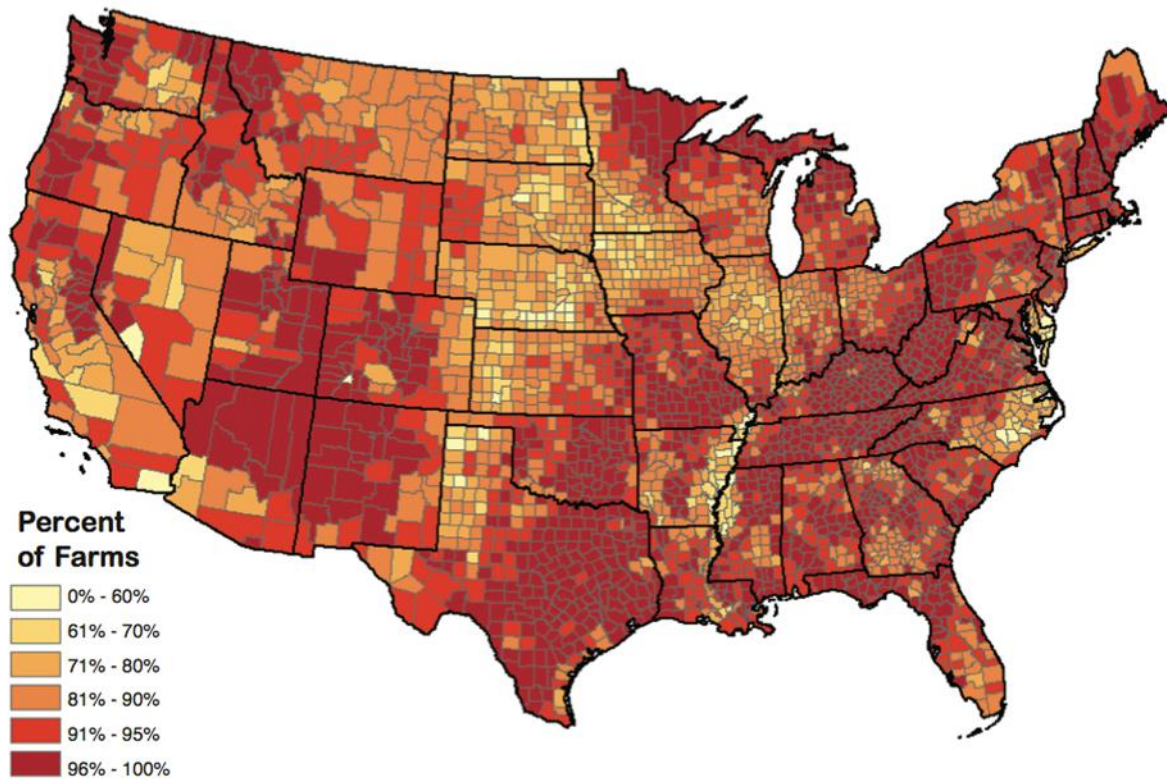 Percent
of Farms
0% - 60%
61% - 70%
71% - 80%
81% - 90%
91% - 95%
96% - 100%